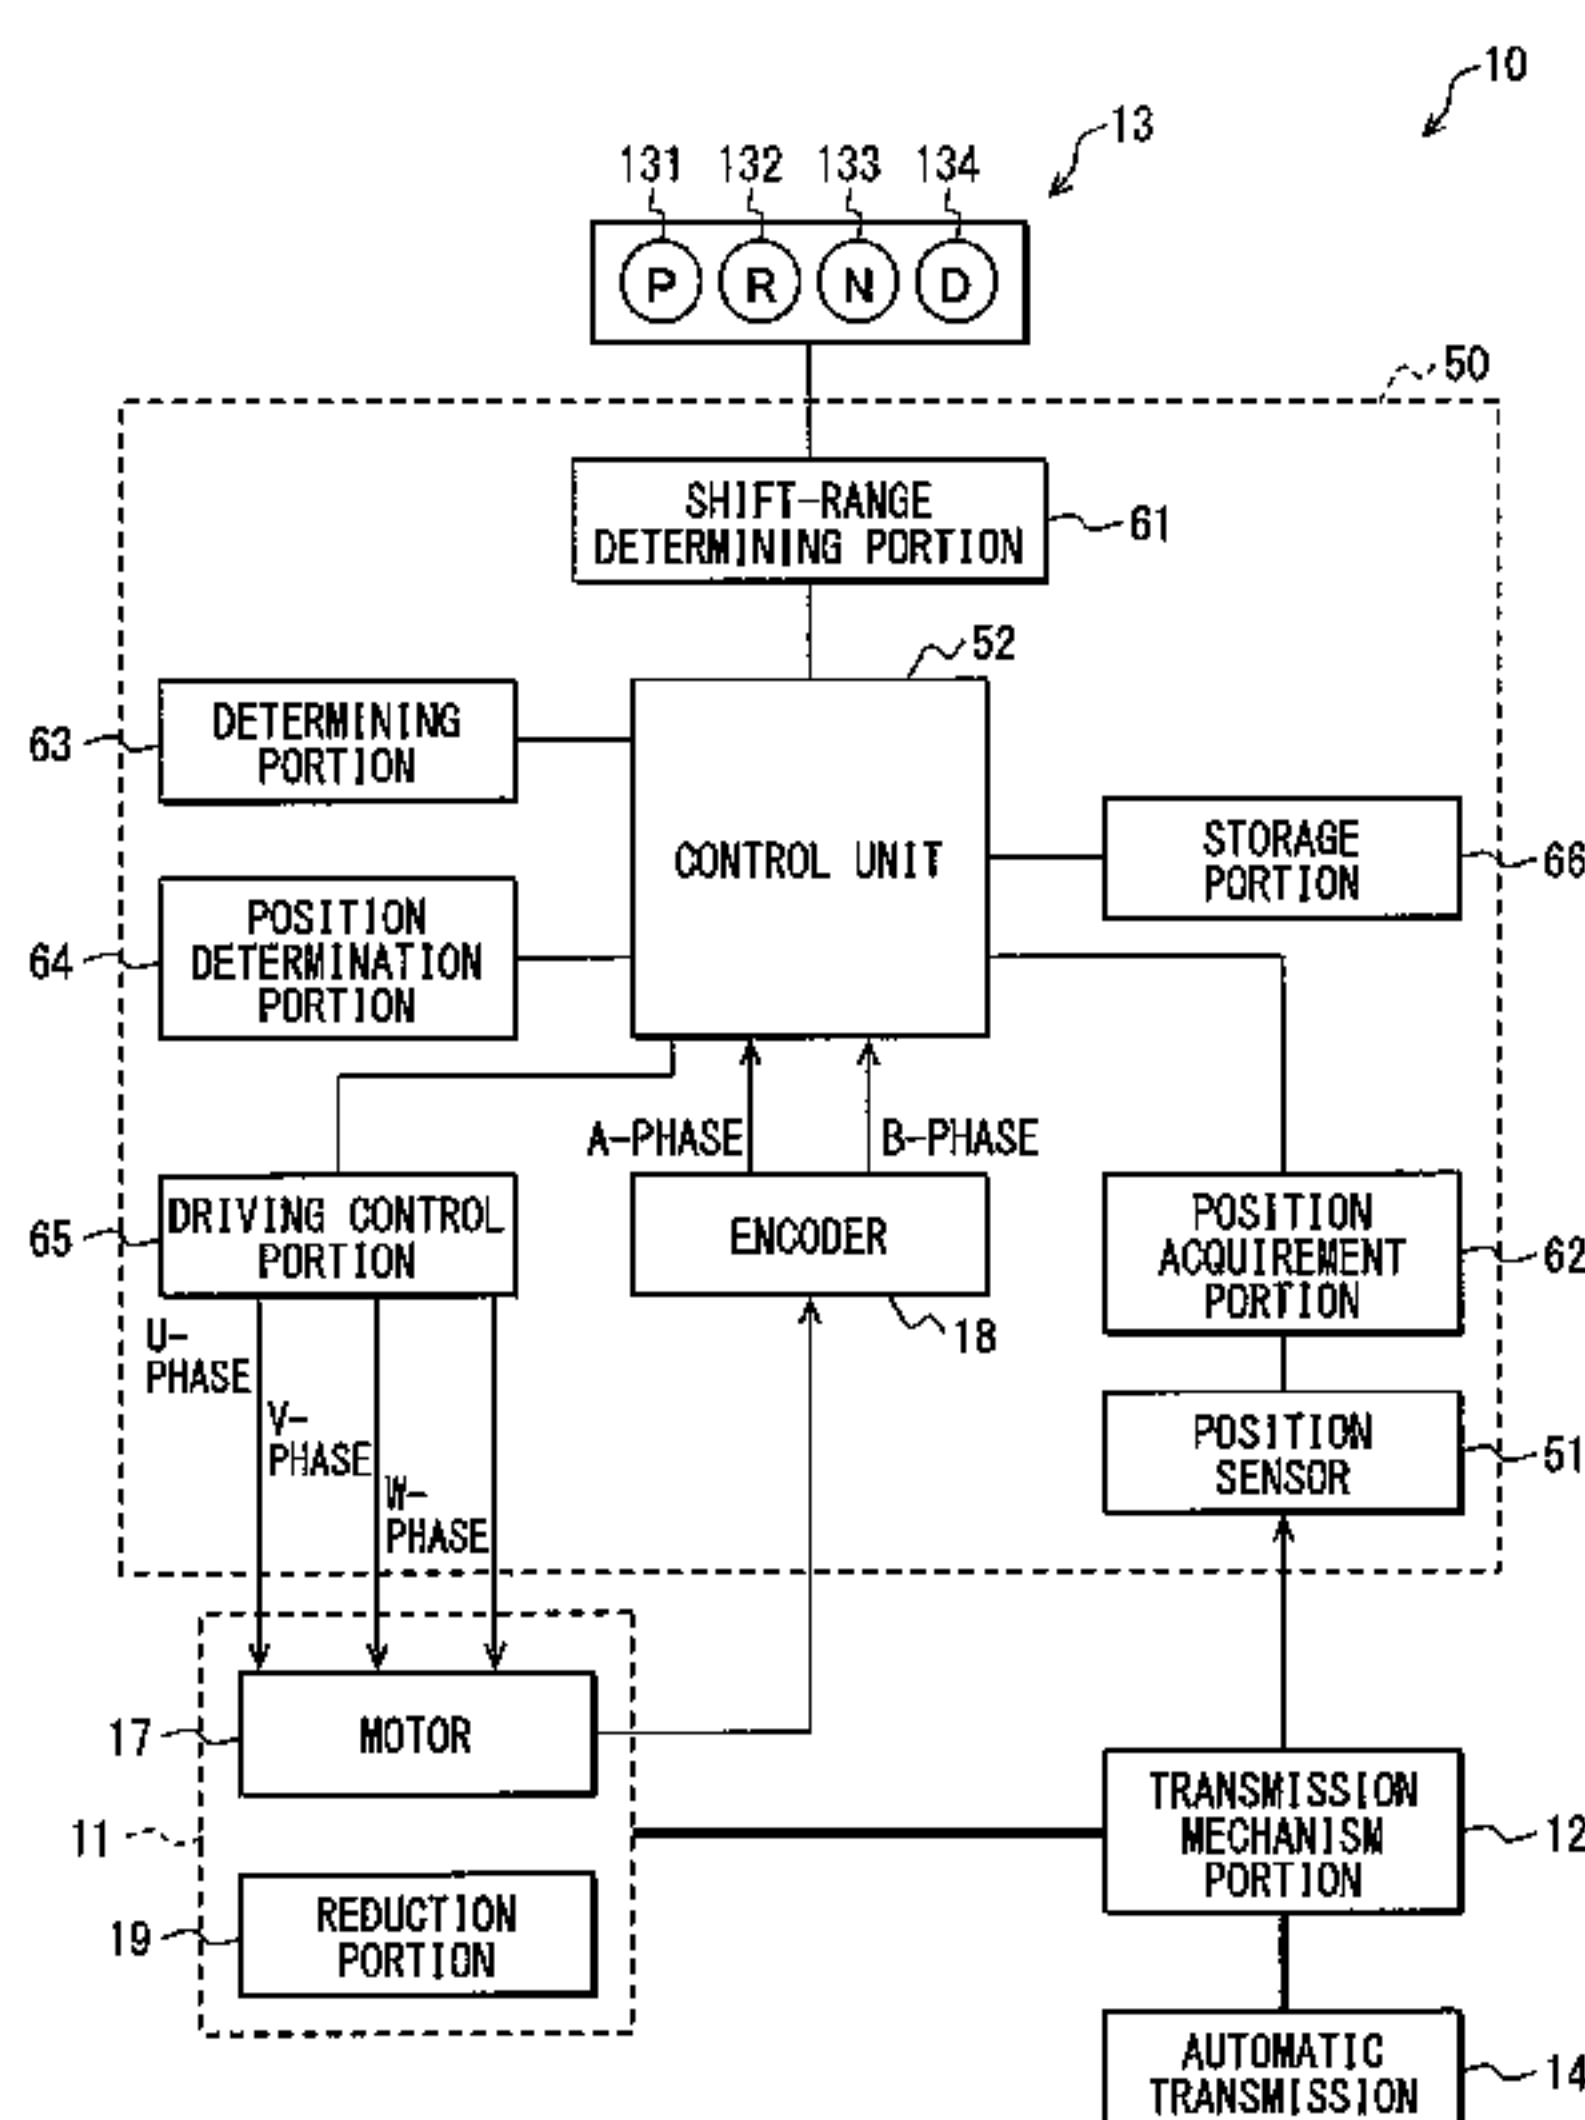 10
13
131 132 133 134
P R N D
50
SHIFT-RANGE
DETERMINING PORTION
61
52
63
DETERMINING
PORTION
CONTROL UNIT
STORAGE
PORTION
66
64
POSITION
DETERMINATION
PORTION
A-PHASE
B-PHASE
65
DRIVING CONTROL
PORTION
ENCODER
18
POSITION
ACQUIREMENT
PORTION
62
U-
PHASE
V-
PHASE
W-
PHASE
POSITION
SENSOR
51
17
MOTOR
11
TRANSMISSION
MECHANISM
PORTION
12
19
REDUCTION
PORTION
AUTOMATIC
TRANSMISSION
14